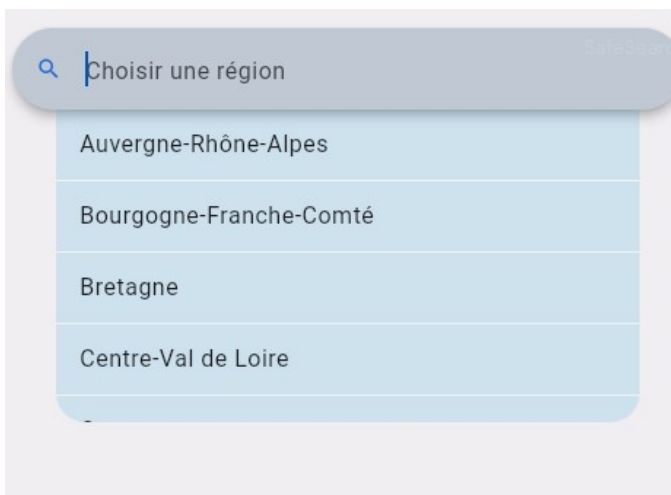 Choisir une région
Auvergne-Rhône-Alpes
Bourgogne-Franche-Comté
Bretagne
Centre-Val de Loire